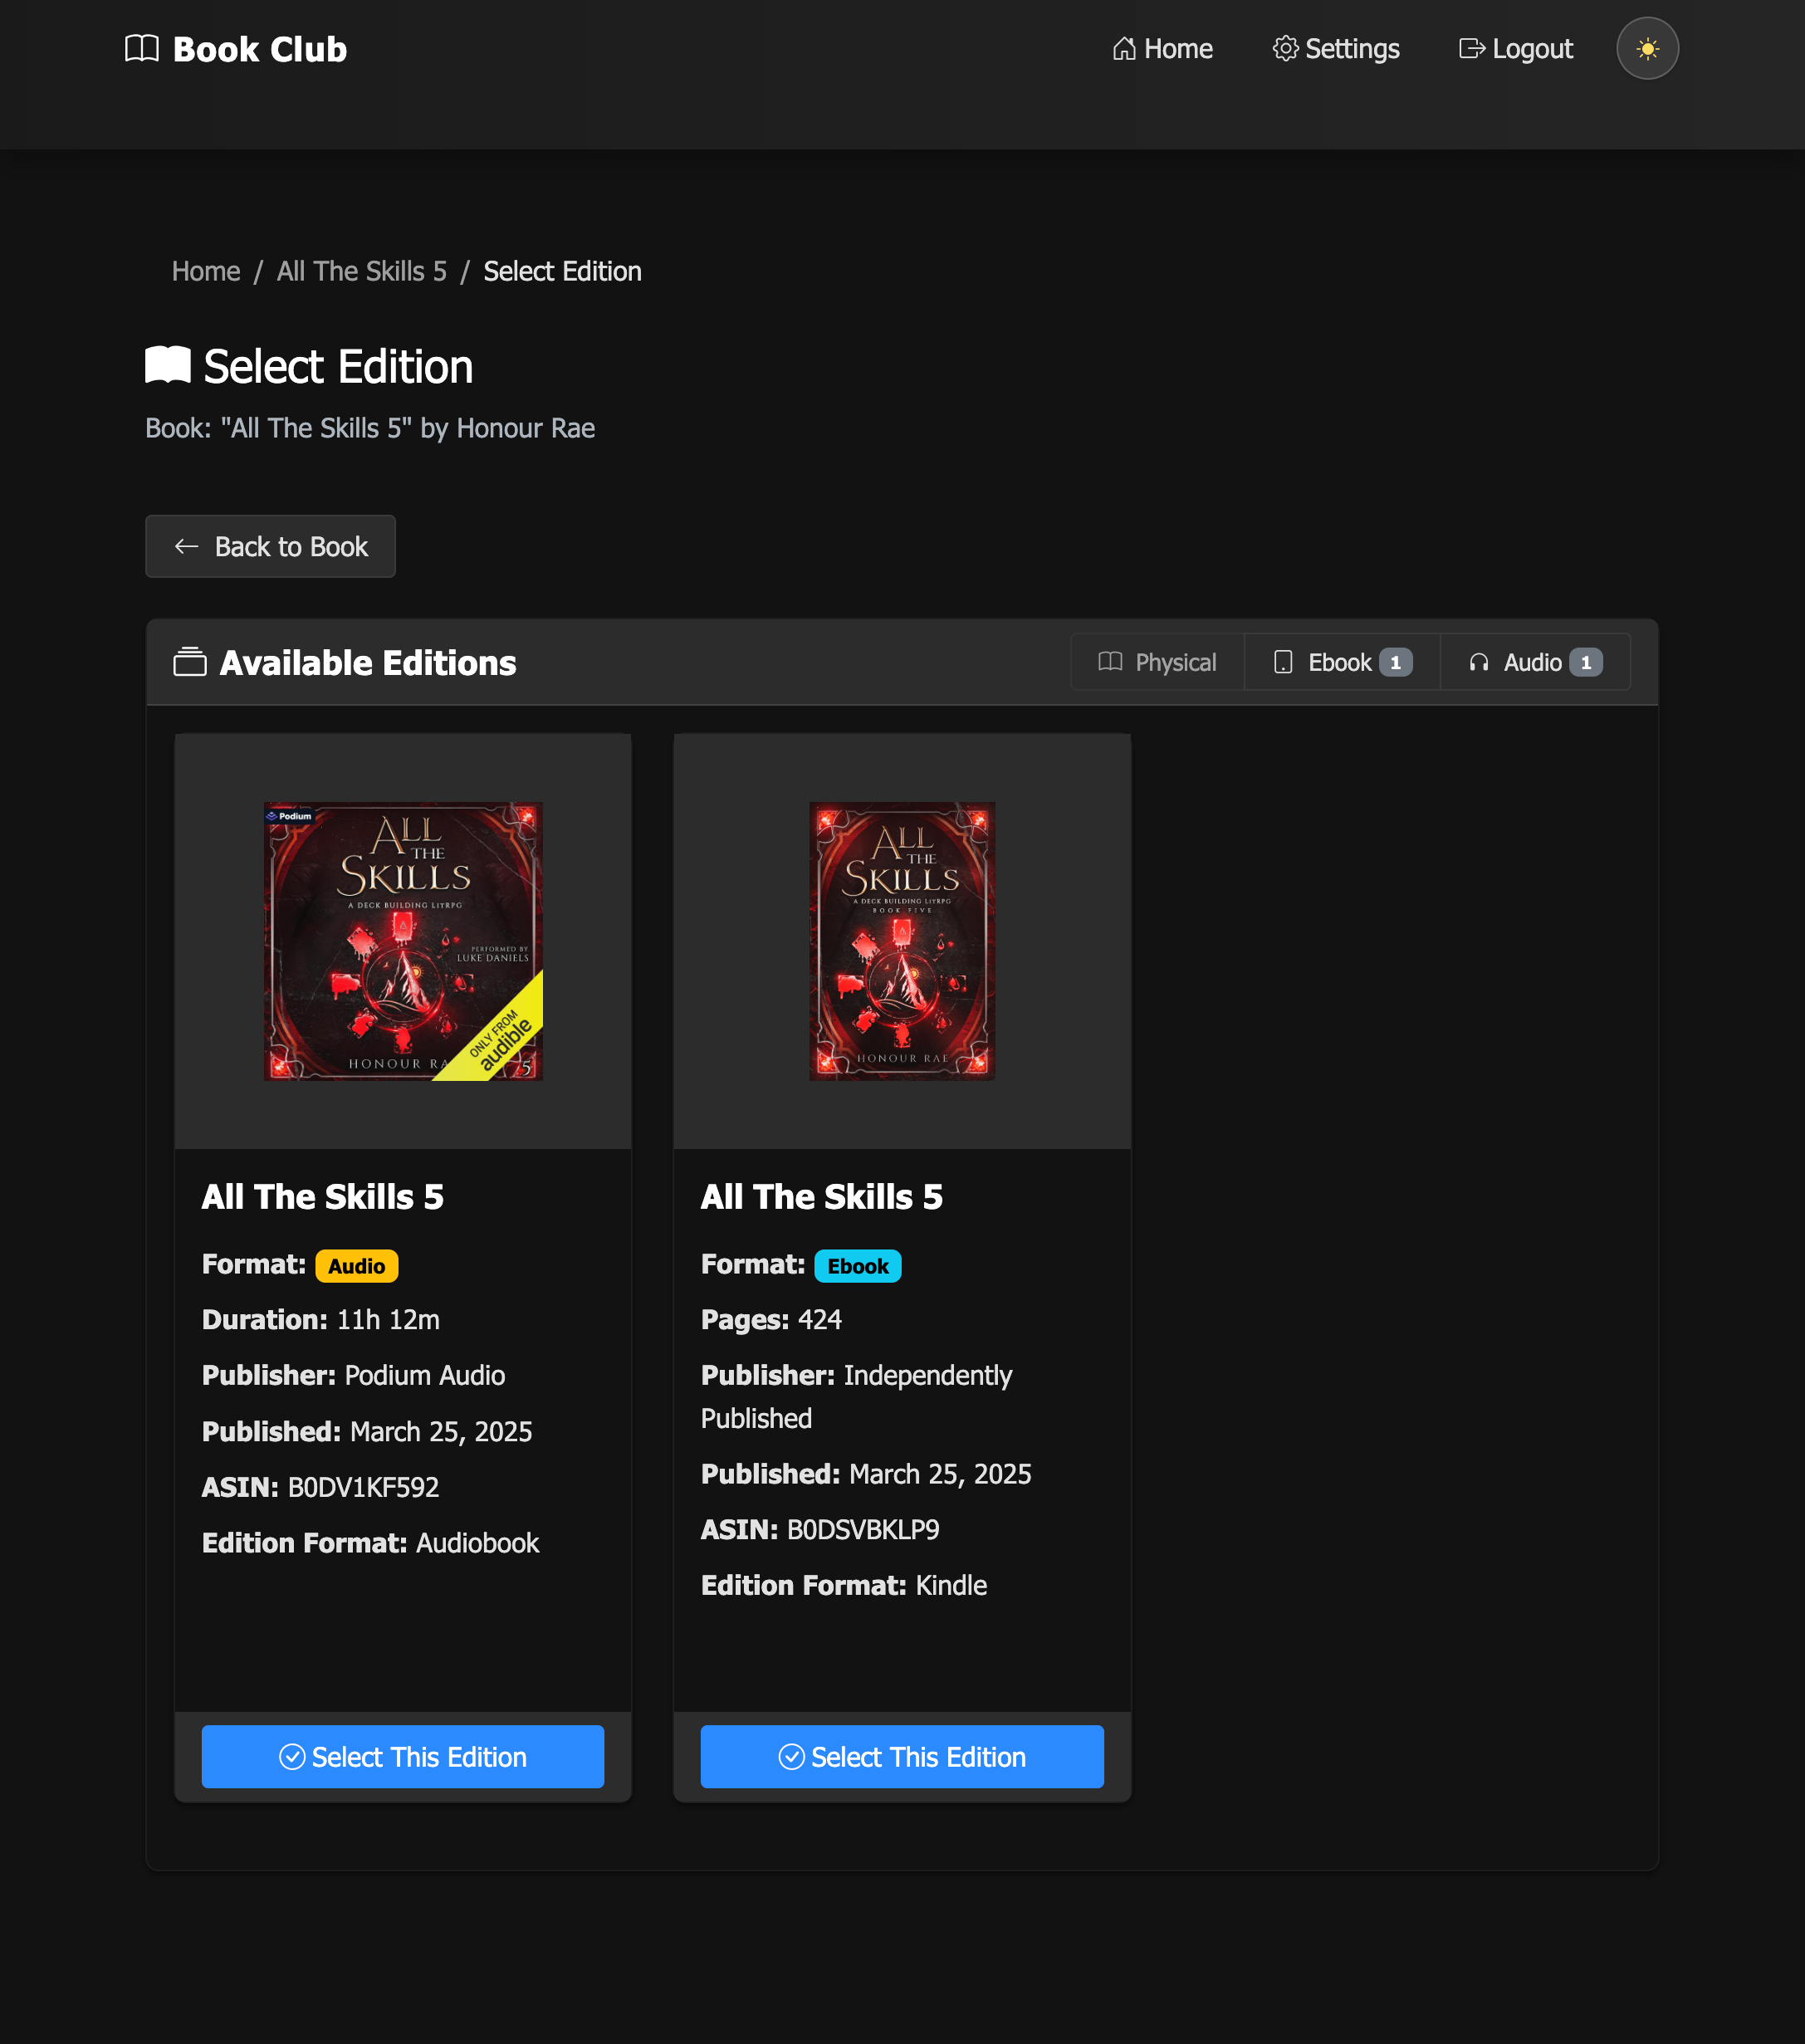 Book Club
Home
Settings
Logout
Home / All The Skills 5 / Select Edition
Select Edition
Book: "All The Skills 5" by Honour Rae
Back to Book
Available Editions
Physical
Ebook 1
Audio 1
Podium
ALL
THE
SKILLS
A DECK BUILDING LITRPG
PERFORMED BY
LUKE DANIELS
ONLY FROM
audible
HONOUR RA
5
ALL
THE
SKILLS
A DECK BUILDING LITRPG
BOOK FIVE
HONOUR RAE
All The Skills 5
Format: Audio
Duration: 11h 12m
Publisher: Podium Audio
Published: March 25, 2025
ASIN: B0DV1KF592
Edition Format: Audiobook
Select This Edition
All The Skills 5
Format: Ebook
Pages: 424
Publisher: Independently
Published
Published: March 25, 2025
ASIN: B0DSVBKLP9
Edition Format: Kindle
Select This Edition